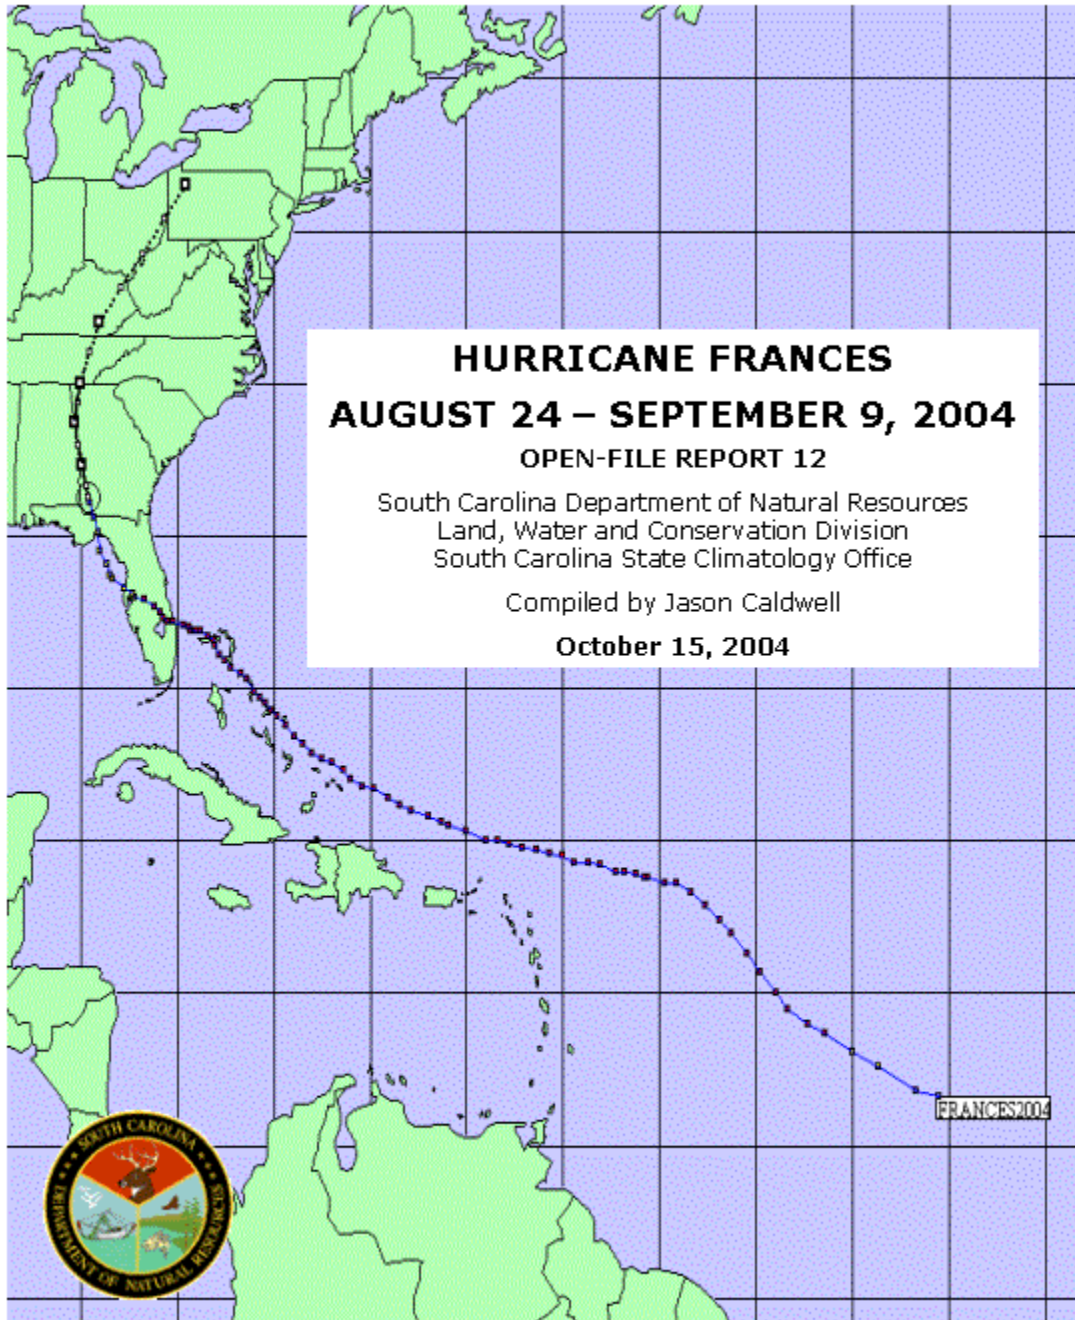 HURRICANE FRANCES
AUGUST 24 – SEPTEMBER 9, 2004
OPEN-FILE REPORT 12
South Carolina Department of Natural Resources
Land, Water and Conservation Division
South Carolina State Climatology Office
Compiled by Jason Caldwell
October 15, 2004
FRANCES2004
SOUTH CAROLINA
DEPARTMENT OF NATURAL RESOURCES